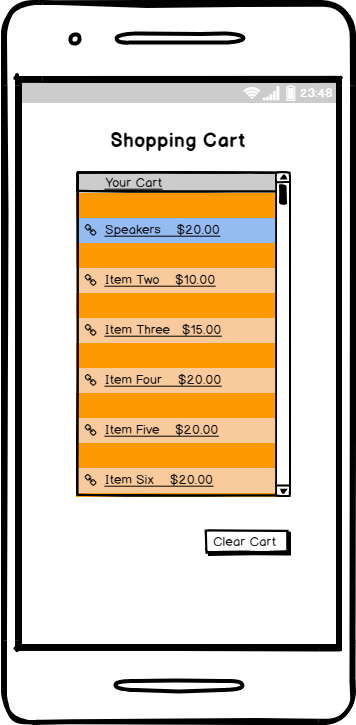 23:48
Shopping Cart
Your Cart
Speakers $20.00
Item Two $10.00
Item Three $15.00
Item Four $20.00
Item Five $20.00
Item Six $20.00
Clear Cart